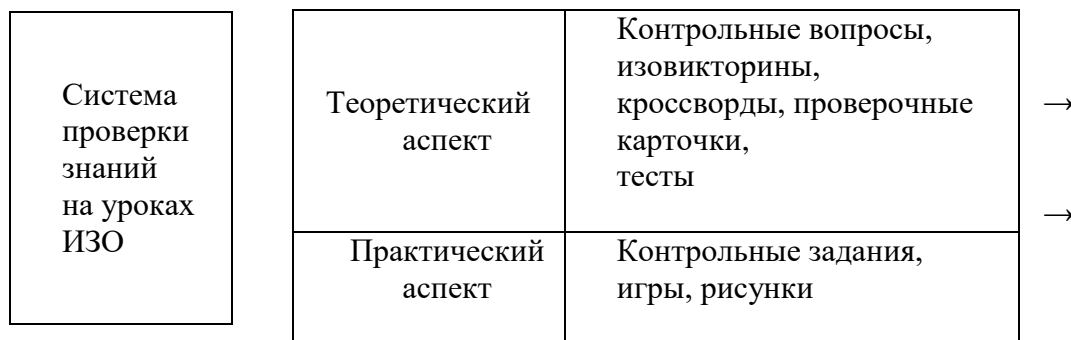 Система
проверки
знаний
на уроках
ИЗО
Теоретический
аспект
Контрольные вопросы,
изовикторины,
кроссворды, проверочные
карточки,
тесты
→
→
Практический
аспект
Контрольные задания,
игры, рисунки